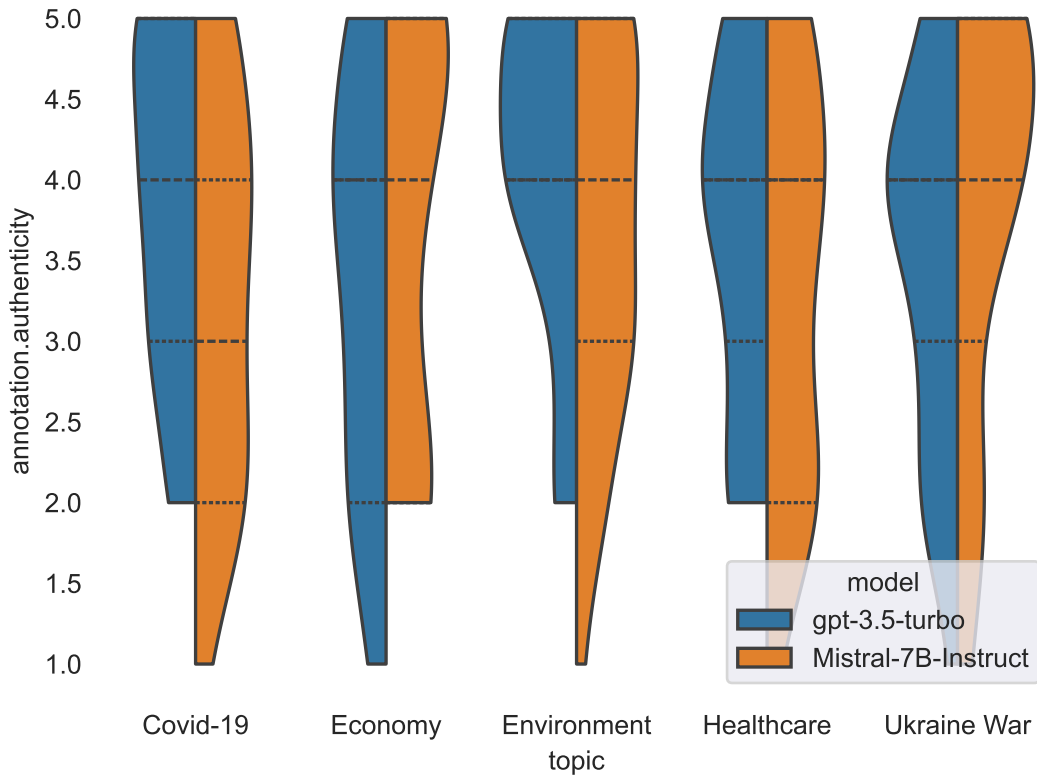 5.0
4.5
4.0
3.5
3.0
2.5
2.0
1.5
1.0
annotation.authenticity
Covid-19 Economy Environment Healthcare Ukraine War
topic
model
gpt-3.5-turbo
Mistral-7B-Instruct